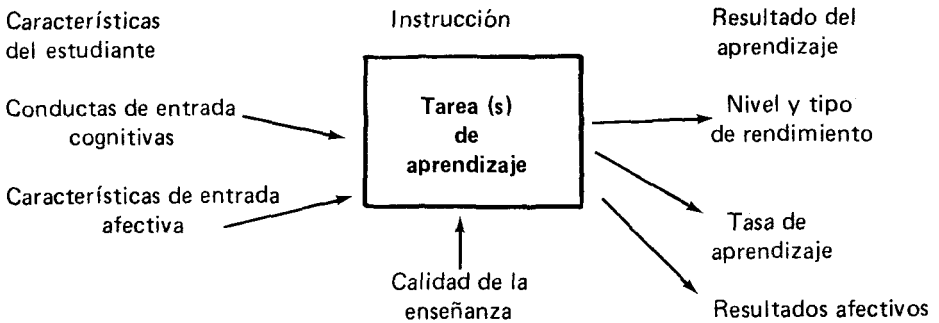 Características
del estudiante
Instrucción
Resultado del
aprendizaje
Conductas de entrada
cognitivas
Características de entrada
afectiva
Tarea (s)
de
aprendizaje
Calidad de la
enseñanza
Nivel y tipo
de rendimiento
Tasa de
aprendizaje
Resultados afectivos